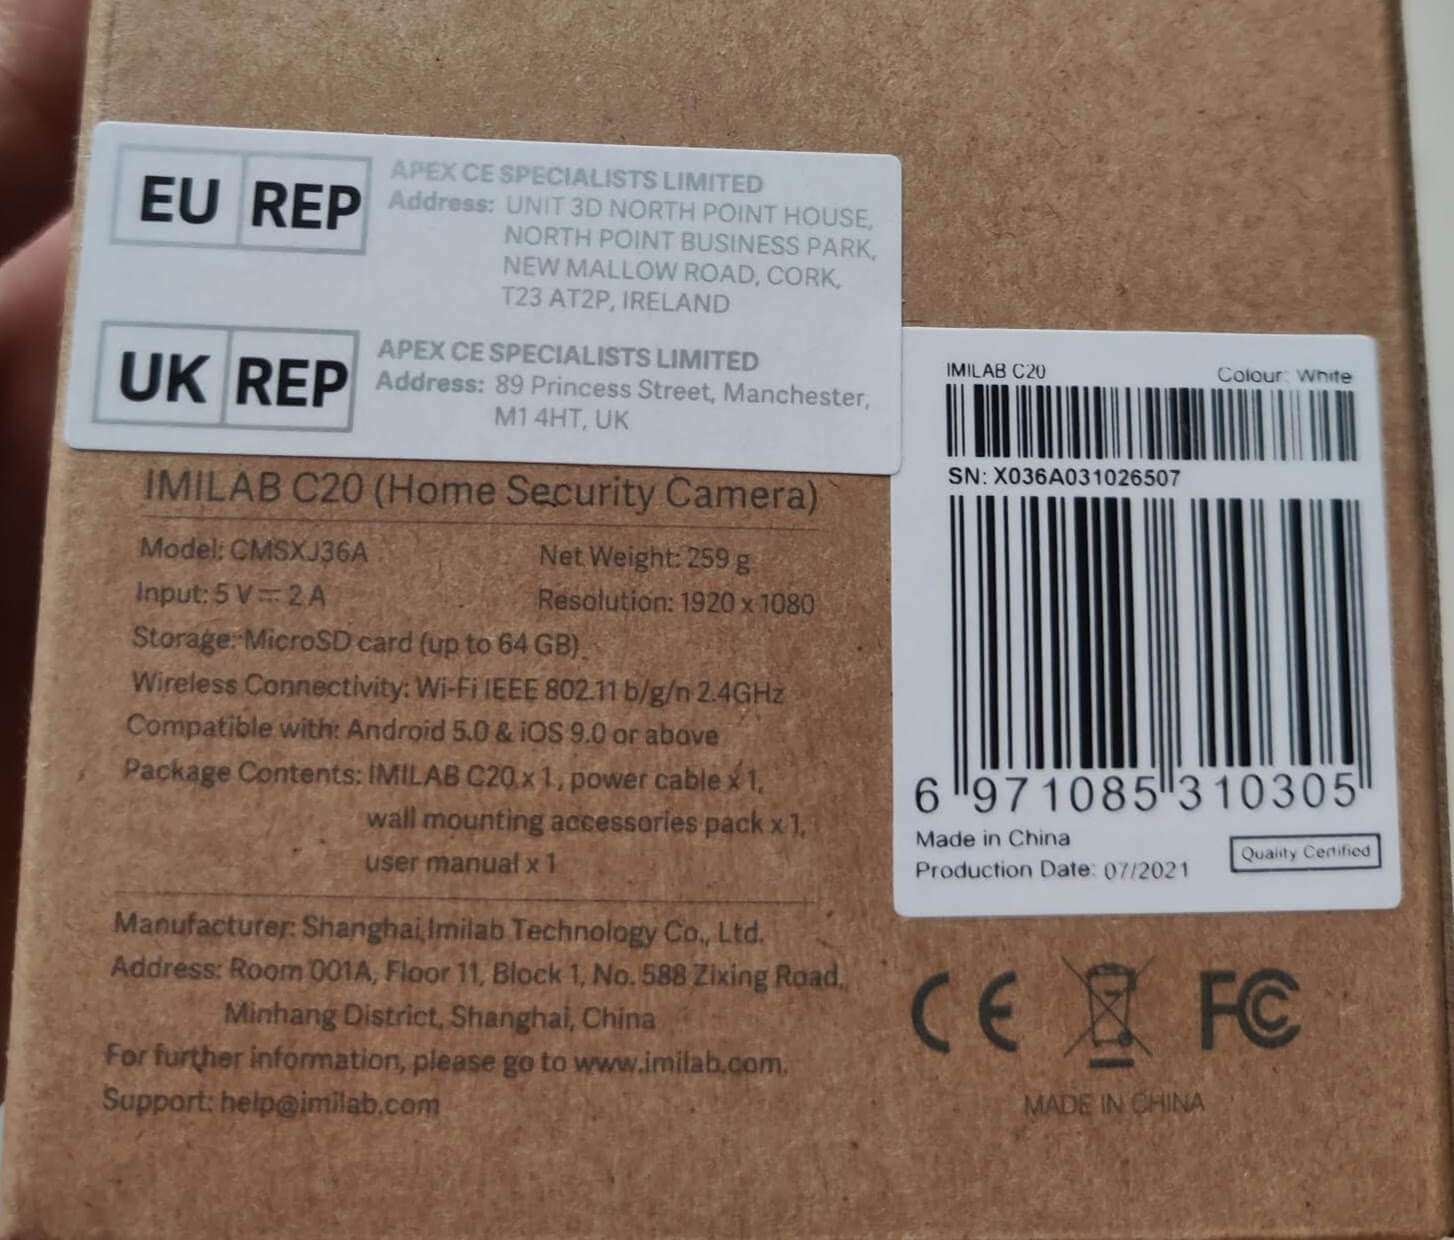 EU REP
APEX CE SPECIALISTS LIMITED
Address: UNIT 3D NORTH POINT HOUSE,
NORTH POINT BUSINESS PARK,
NEW MALLOW ROAD, CORK,
T23 AT2P, IRELAND
UK REP
APEX CE SPECIALISTS LIMITED
Address: 89 Princess Street, Manchester,
M1 4HT, UK
IMILAB C20 (Home Security Camera)
Model: CMSXJ36A Net Weight: 259 g
Input: 5 V⎓2 A Resolution: 1920 x 1080
Storage: MicroSD card (up to 64 GB)
Wireless Connectivity: Wi-Fi IEEE 802.11 b/g/n 2.4GHz
Compatible with: Android 5.0 & iOS 9.0 or above
Package Contents: IMILAB C20 x 1, power cable x 1,
wall mounting accessories pack x 1,
user manual x 1
Manufacturer: Shanghai Imilab Technology Co., Ltd.
Address: Room 001A, Floor 11, Block 1, No. 588 Zixing Road,
Minhang District, Shanghai, China
For further information, please go to www.imilab.com.
Support: help@imilab.com
IMILAB C20 Colour: White
SN: X036A031026507
6 971085 310305
Made in China
Production Date: 07/2021
Quality Certified
CE FCC
MADE IN CHINA